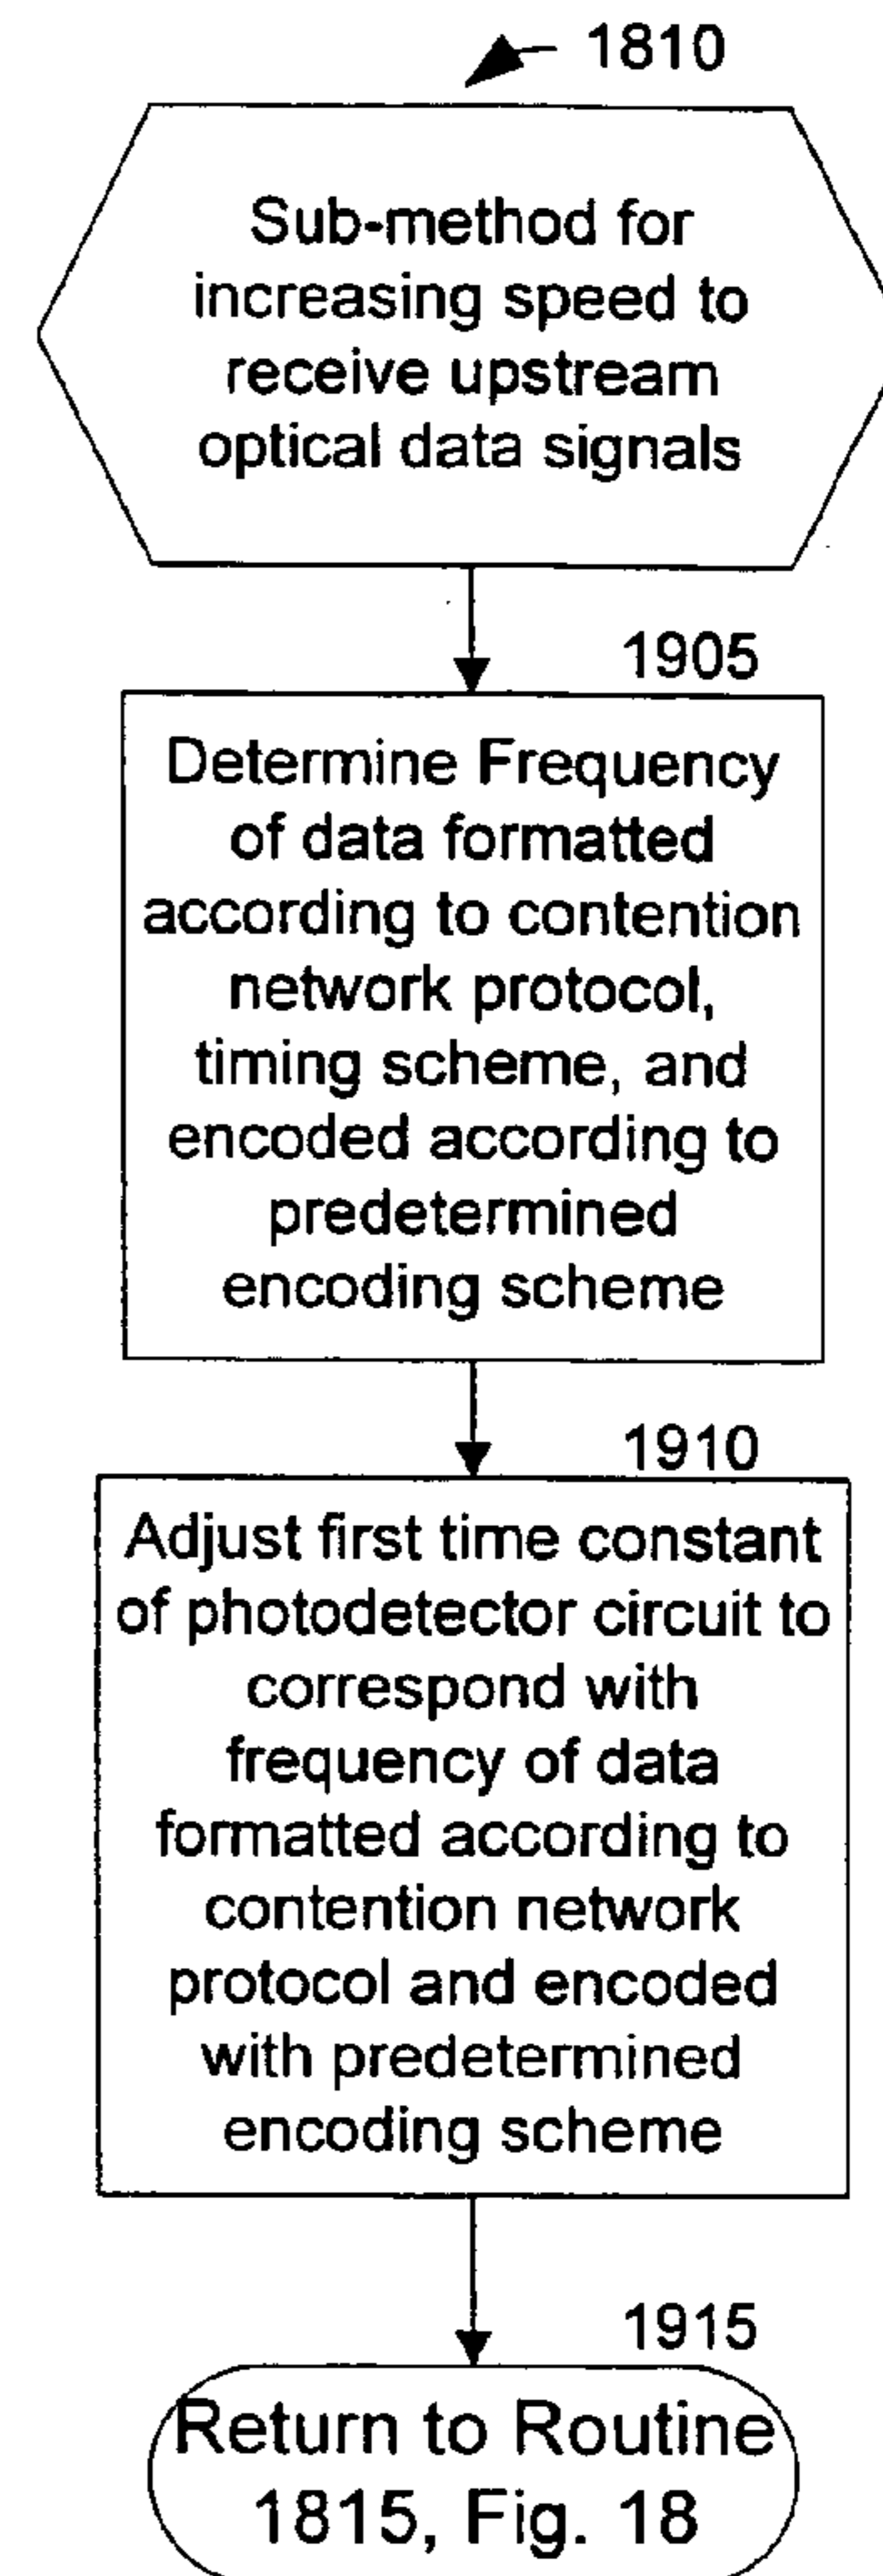 1810
Sub-method for
increasing speed to
receive upstream
optical data signals
1905
Determine Frequency
of data formatted
according to contention
network protocol,
timing scheme, and
encoded according to
predetermined
encoding scheme
1910
Adjust first time constant
of photodetector circuit to
correspond with
frequency of data
formatted according to
contention network
protocol and encoded
with predetermined
encoding scheme
1915
Return to Routine
1815, Fig. 18